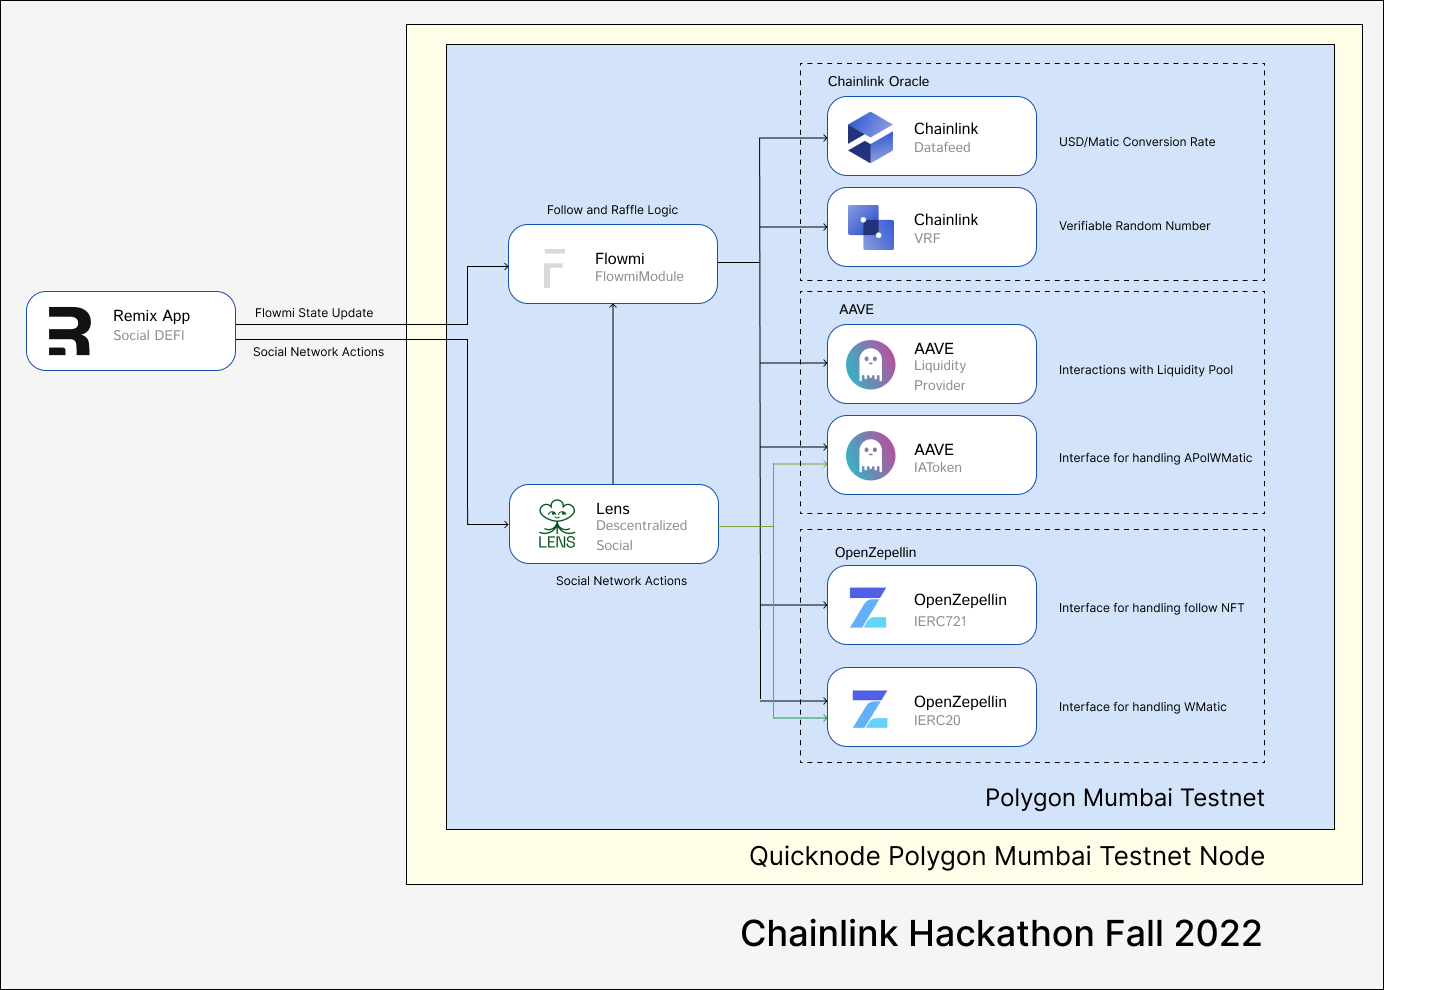 Chainlink Oracle
Chainlink
Datafeed
USD/Matic Conversion Rate
Chainlink
VRF
Verifiable Random Number
Follow and Raffle Logic
Flowmi
FlowmiModule
Remix App
Social DEFI
Flowmi State Update
Social Network Actions
AAVE
AAVE
Liquidity
Provider
Interactions with Liquidity Pool
AAVE
IAToken
Interface for handling APolWMatic
LENS
Lens
Descentralized
Social
Social Network Actions
OpenZepellin
OpenZepellin
IERC721
Interface for handling follow NFT
OpenZepellin
IERC20
Interface for handling WMatic
Polygon Mumbai Testnet
Quicknode Polygon Mumbai Testnet Node
Chainlink Hackathon Fall 2022